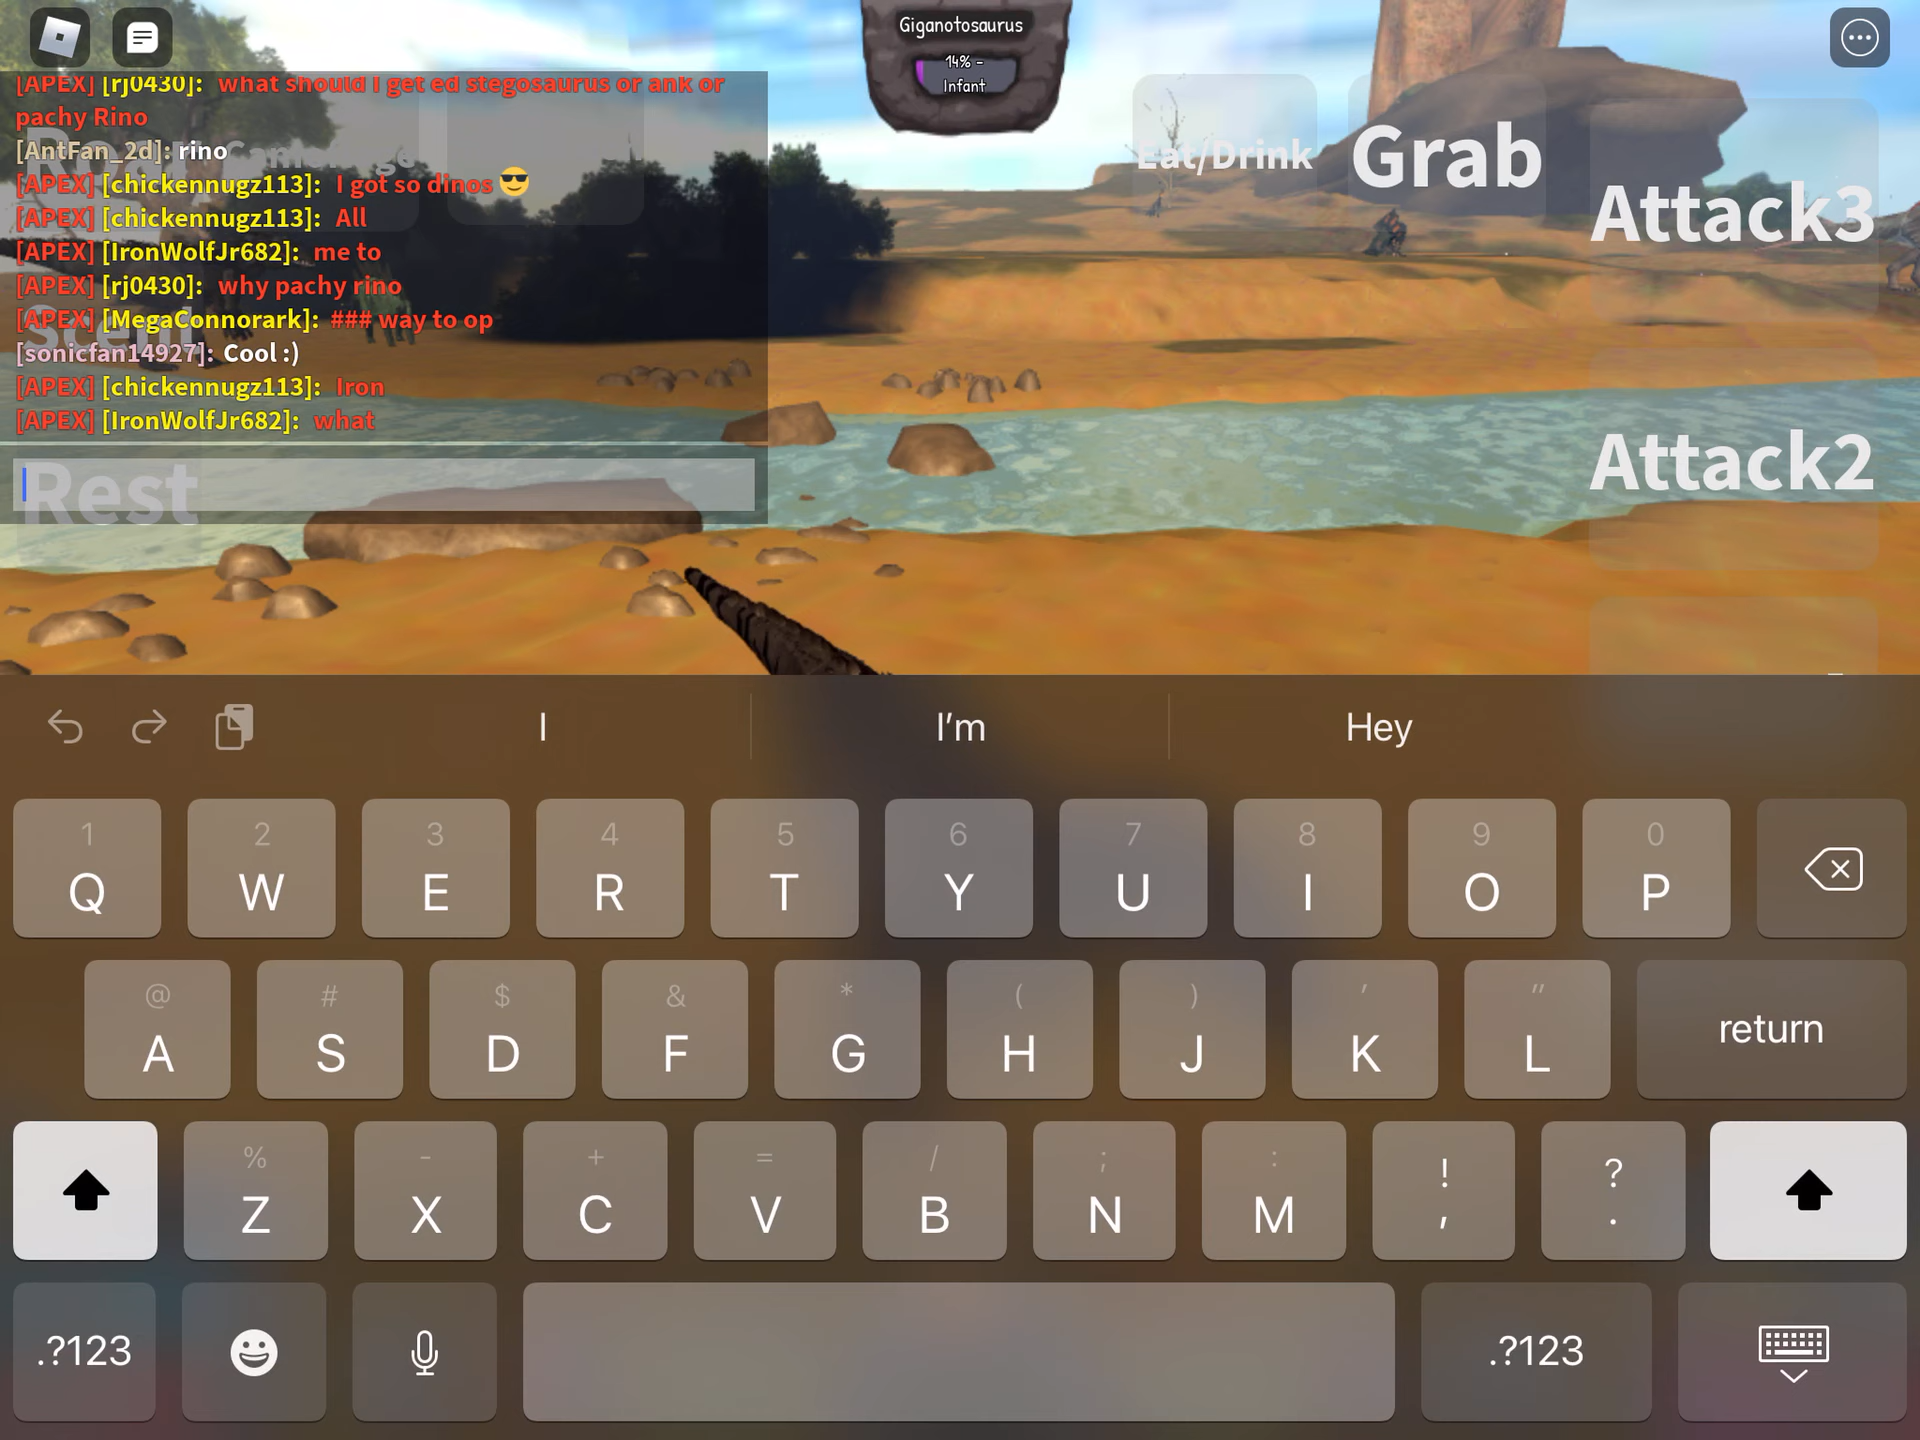 Giganotosaurus
14% -
Infant
[APEX] [rj0430]: what should I get ed stegosaurus or ank or
pachy Rino
[AntFan_2d]: rino
[APEX] [chickennugz113]: I got so dinos 😎
[APEX] [chickennugz113]: All
[APEX] [IronWolfJr682]: me to
[APEX] [rj0430]: why pachy rino
[APEX] [MegaConnorark]: ### way to op
[sonicfan14927]: Cool :)
[APEX] [chickennugz113]: Iron
[APEX] [IronWolfJr682]: what
Scent
Rest
Eat/Drink
Grab
Attack3
Attack2
I
I'm
Hey
1 2 3 4 5 6 7 8 9 0
Q W E R T Y U I O P
@ # $ & * ( ) ' "
A S D F G H J K L return
% - + = / ; : ! ?
Z X C V B N M , .
.?123 .?123